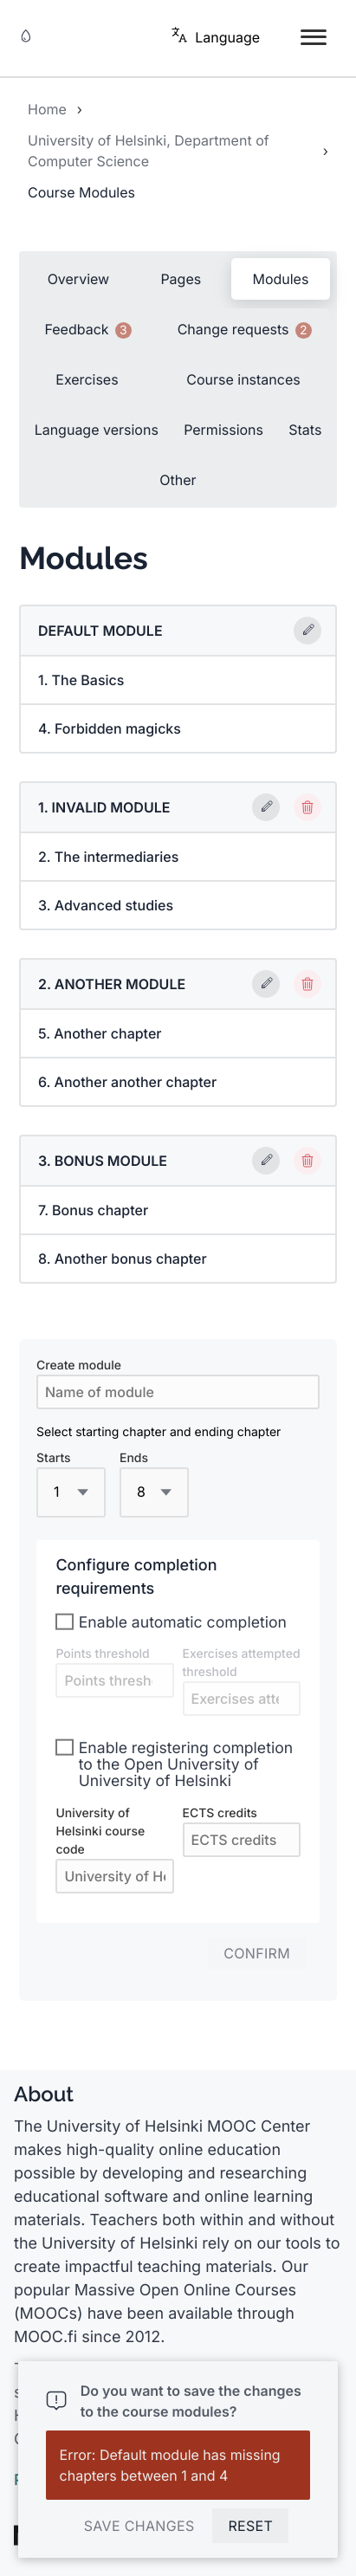 Language
Home ›
University of Helsinki, Department of
Computer Science ›
Course Modules
Overview Pages Modules
Feedback 3 Change requests 2
Exercises Course instances
Language versions Permissions Stats
Other
Modules
DEFAULT MODULE
1. The Basics
4. Forbidden magicks
1. INVALID MODULE
2. The intermediaries
3. Advanced studies
2. ANOTHER MODULE
5. Another chapter
6. Another another chapter
3. BONUS MODULE
7. Bonus chapter
8. Another bonus chapter
Create module
Name of module
Select starting chapter and ending chapter
Starts Ends
1 8
Configure completion
requirements
Enable automatic completion
Points threshold
Points thresh
Exercises attempted
threshold
Exercises atte
Enable registering completion
to the Open University of
University of Helsinki
University of
Helsinki course
code
University of He
ECTS credits
ECTS credits
CONFIRM
About
The University of Helsinki MOOC Center
makes high-quality online education
possible by developing and researching
educational software and online learning
materials. Teachers both within and without
the University of Helsinki rely on our tools to
create impactful teaching materials. Our
popular Massive Open Online Courses
(MOOCs) have been available through
MOOC.fi since 2012.
Do you want to save the changes
to the course modules?
Error: Default module has missing
chapters between 1 and 4
SAVE CHANGES RESET